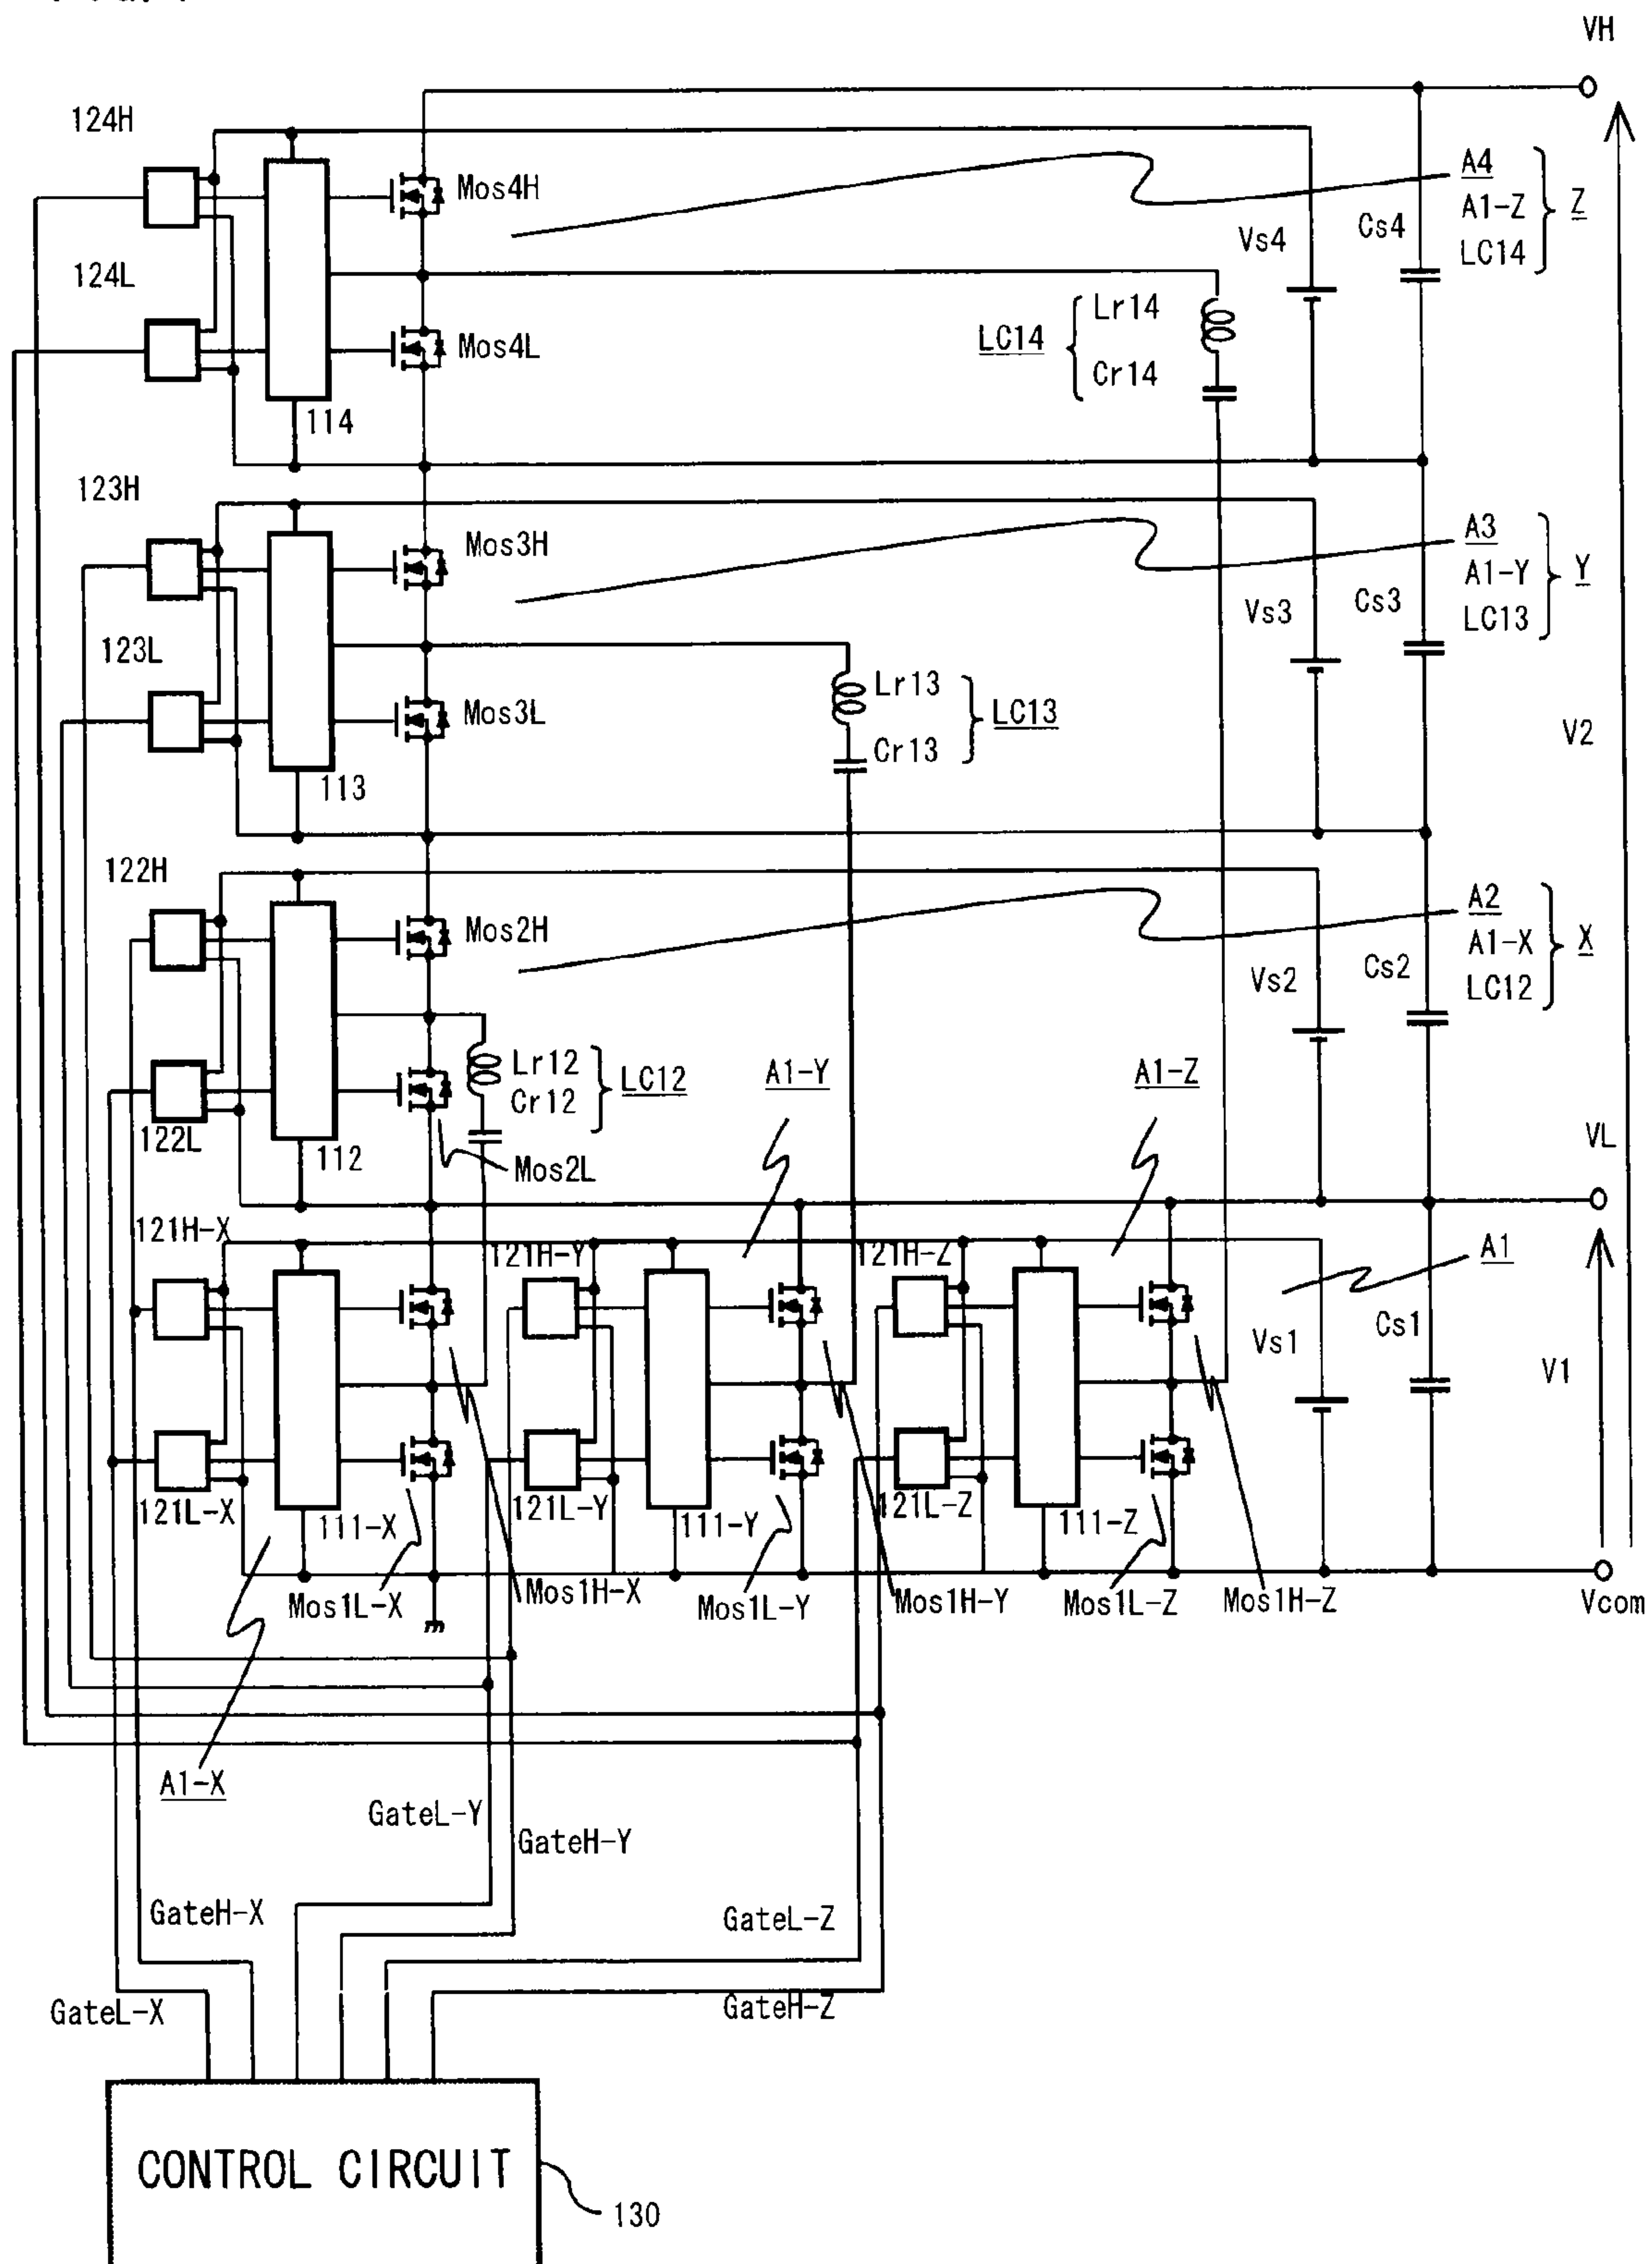 VH
124H
Mos4H
A4
A1-Z
LC14
Z
Cs4
Vs4
124L
Mos4L
LC14
Lr14
Cr14
114
123H
Mos3H
A3
A1-Y
LC13
Y
Cs3
Vs3
123L
Mos3L
Lr13
Cr13
LC13
V2
113
122H
Mos2H
A2
A1-X
LC12
X
Cs2
Vs2
Lr12
Cr12
LC12
A1-Y
A1-Z
122L
112
Mos2L
VL
121H-X
121H-Y
121H-Z
A1
Cs1
Vs1
V1
121L-X
111-X
121L-Y
111-Y
121L-Z
111-Z
Mos1L-X
Mos1H-X
Mos1L-Y
Mos1H-Y
Mos1L-Z
Mos1H-Z
Vcom
A1-X
GateL-Y
GateH-Y
GateH-X
GateL-Z
GateL-X
GateH-Z
CONTROL CIRCUIT
130